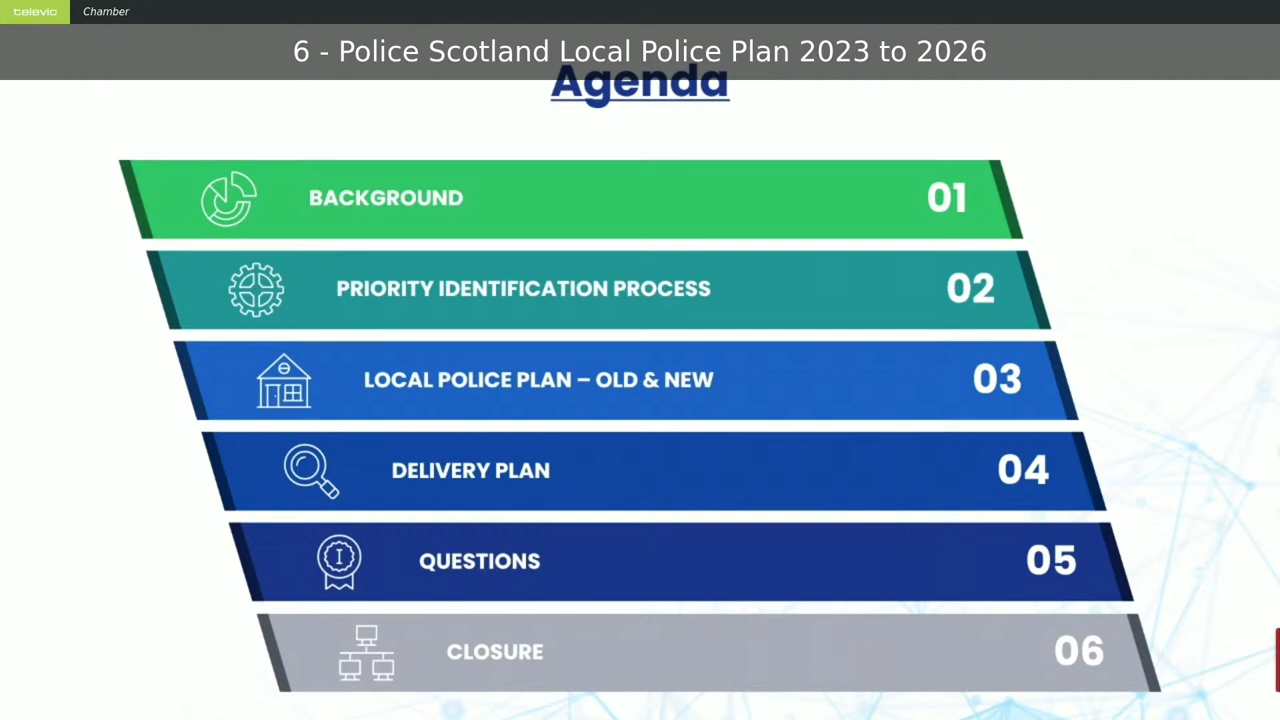 televic Chamber
6 - Police Scotland Local Police Plan 2023 to 2026
Agenda
BACKGROUND 01
PRIORITY IDENTIFICATION PROCESS 02
LOCAL POLICE PLAN – OLD & NEW 03
DELIVERY PLAN 04
QUESTIONS 05
CLOSURE 06